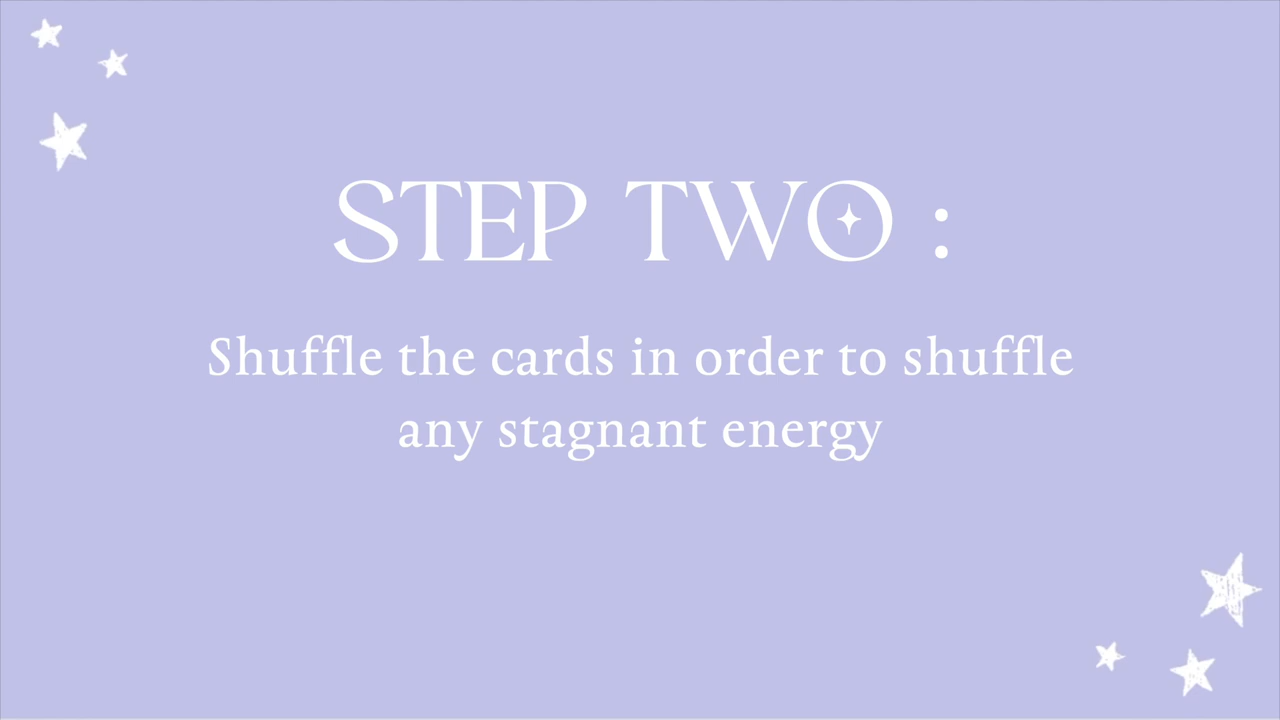 STEP TWO :
Shuffle the cards in order to shuffle
any stagnant energy